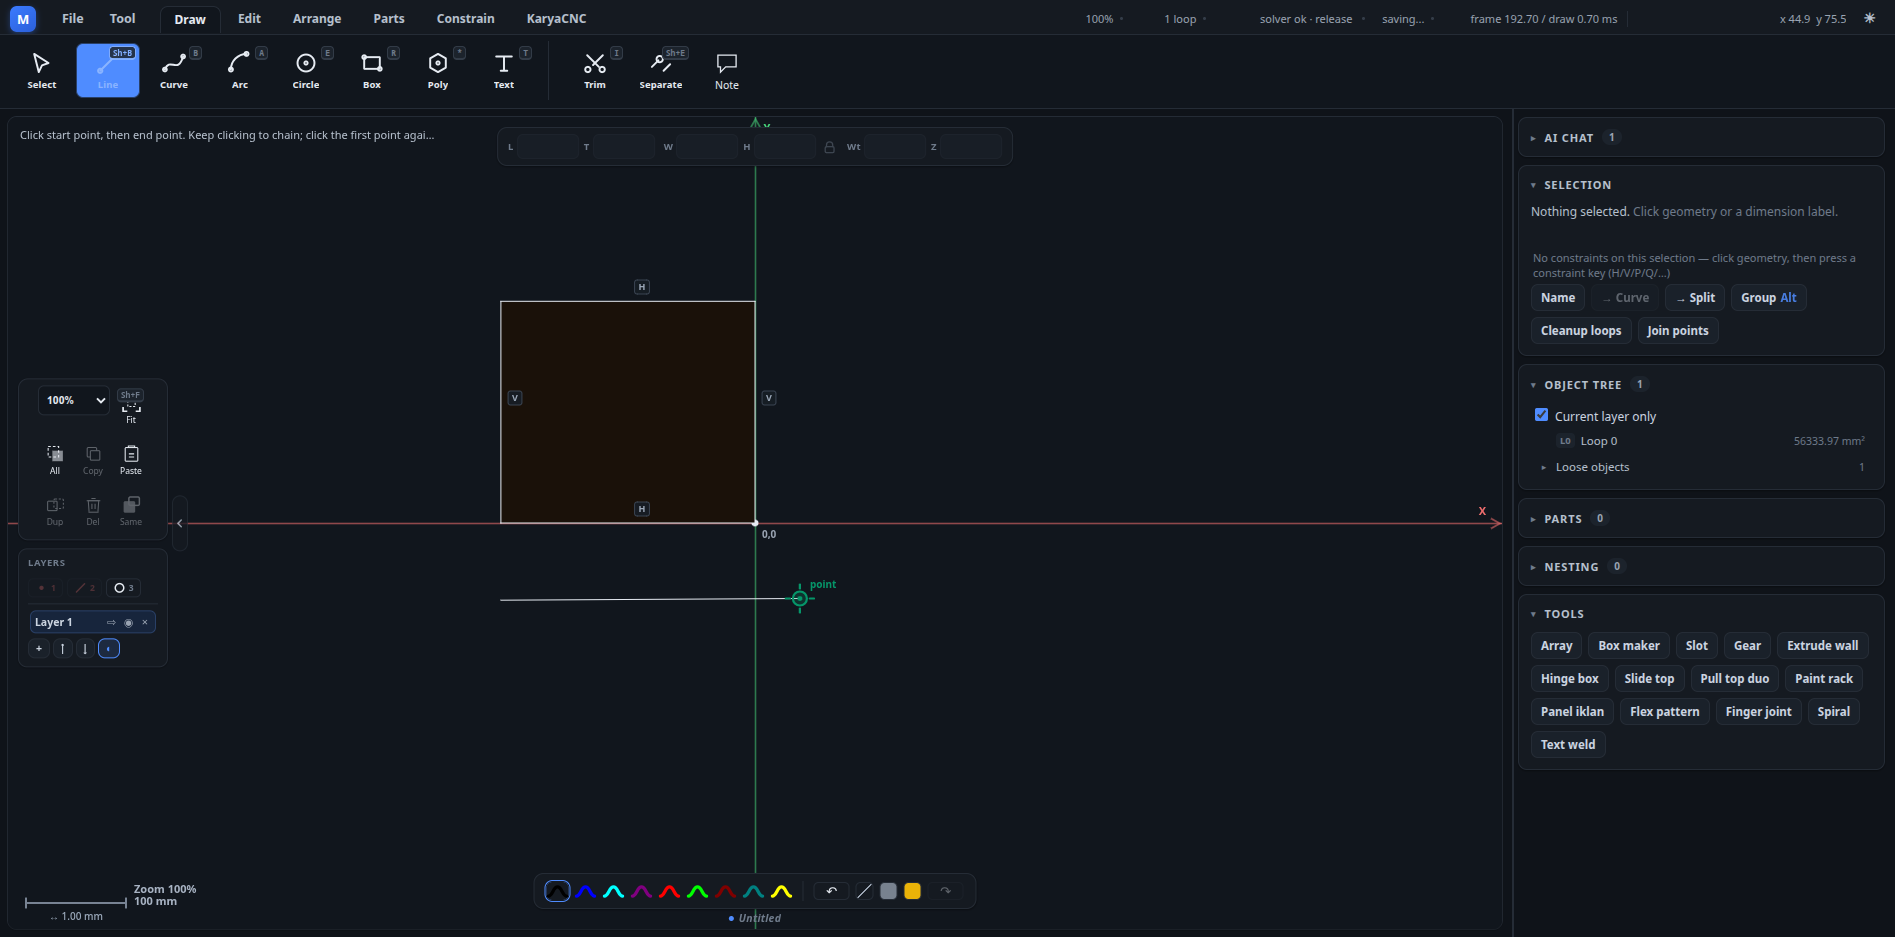 M File Tool Draw Edit Arrange Parts Constrain KaryaCNC 100% 1 loop solver ok · release saving... frame 192.70 / draw 0.70 ms x 44.9 y 75.5
Sh+B B A E R * T I Sh+E
Select Line Curve Arc Circle Box Poly Text Trim Separate Note
Click start point, then end point. Keep clicking to chain; click the first point agai...
Y
L T W H Wt Z
H
V V
H
X
0,0
point
100% Sh+F
Fit
All Copy Paste
Dup Del Same
LAYERS
1 2 3
Layer 1
Zoom 100%
100 mm
↔ 1.00 mm
Untitled
AI CHAT 1
SELECTION
Nothing selected. Click geometry or a dimension label.
No constraints on this selection — click geometry, then press a
constraint key (H/V/P/Q/...)
Name → Curve → Split Group Alt
Cleanup loops Join points
OBJECT TREE 1
Current layer only
L0 Loop 0 56333.97 mm²
Loose objects 1
PARTS 0
NESTING 0
TOOLS
Array Box maker Slot Gear Extrude wall
Hinge box Slide top Pull top duo Paint rack
Panel iklan Flex pattern Finger joint Spiral
Text weld